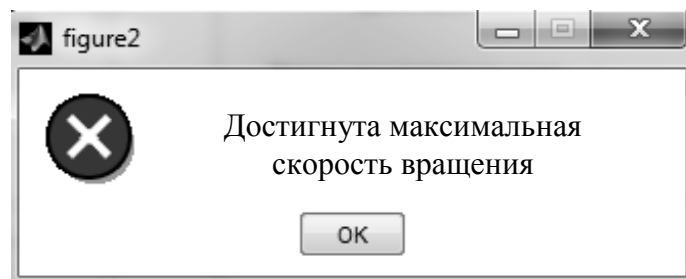 figure2
Достигнута максимальная
скорость вращения
OK